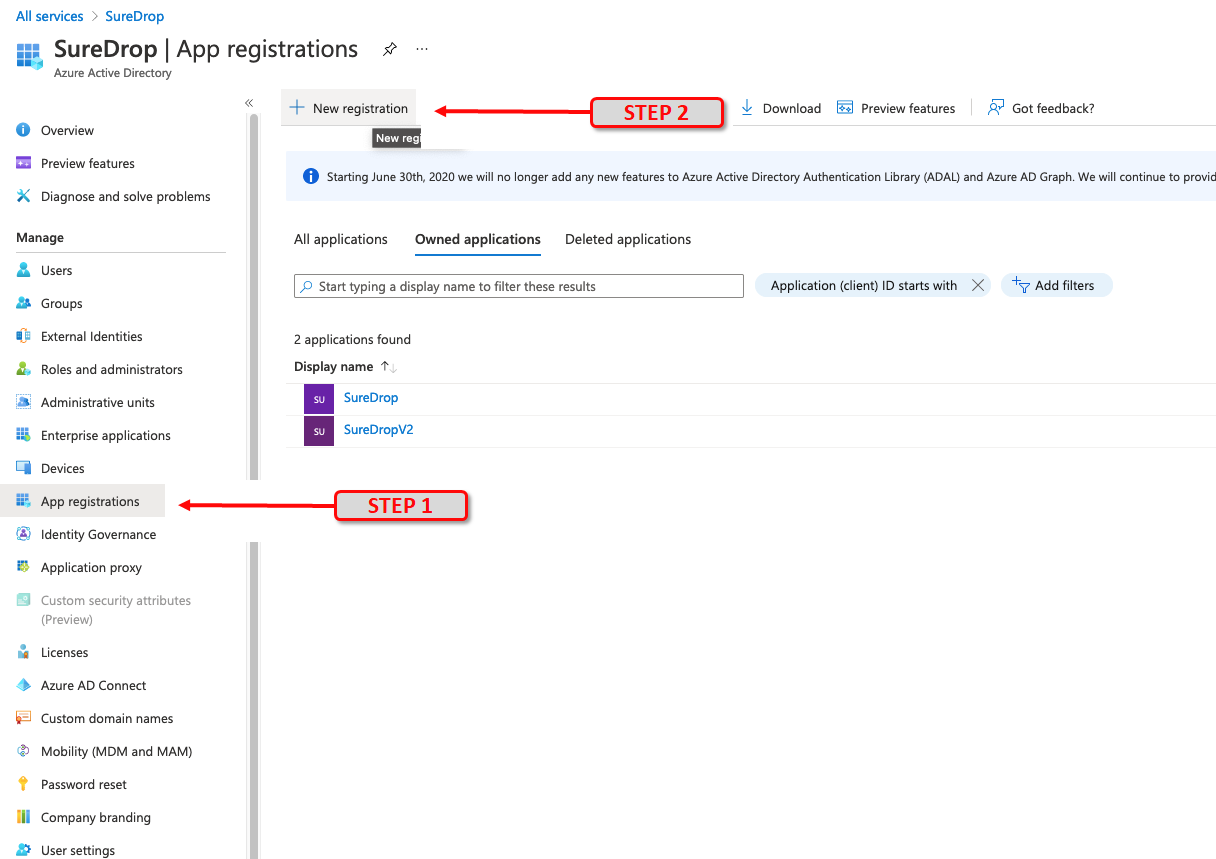 All services > SureDrop
SureDrop | App registrations
Azure Active Directory
«
Overview
Preview features
Diagnose and solve problems
Manage
Users
Groups
External Identities
Roles and administrators
Administrative units
Enterprise applications
Devices
App registrations
Identity Governance
Application proxy
Custom security attributes
(Preview)
Licenses
Azure AD Connect
Custom domain names
Mobility (MDM and MAM)
Password reset
Company branding
User settings
STEP 1
New registration
STEP 2
Download
Preview features
Got feedback?
New regi
Starting June 30th, 2020 we will no longer add any new features to Azure Active Directory Authentication Library (ADAL) and Azure AD Graph. We will continue to provid
All applications
Owned applications
Deleted applications
Start typing a display name to filter these results
Application (client) ID starts with
Add filters
2 applications found
Display name
SU SureDrop
SU SureDropV2